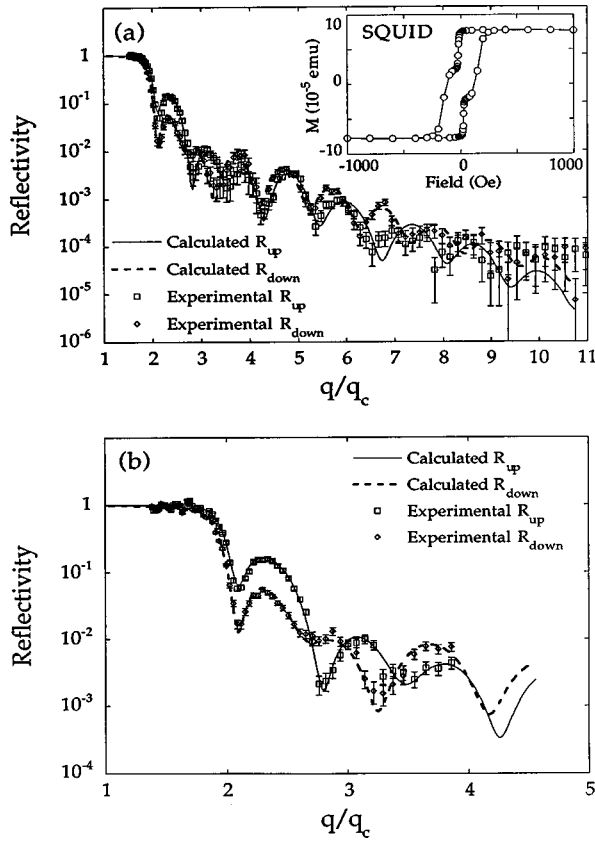 (a)
SQUID
M (10⁻⁵ emu)
10
0
-10
-1000
0
1000
Field (Oe)
Reflectivity
1
10⁻¹
10⁻²
10⁻³
10⁻⁴
10⁻⁵
10⁻⁶
Calculated R_up
Calculated R_down
Experimental R_up
Experimental R_down
1 2 3 4 5 6 7 8 9 10 11
q/q_c
(b)
Calculated R_up
Calculated R_down
Experimental R_up
Experimental R_down
Reflectivity
1
10⁻¹
10⁻²
10⁻³
10⁻⁴
1 2 3 4 5
q/q_c